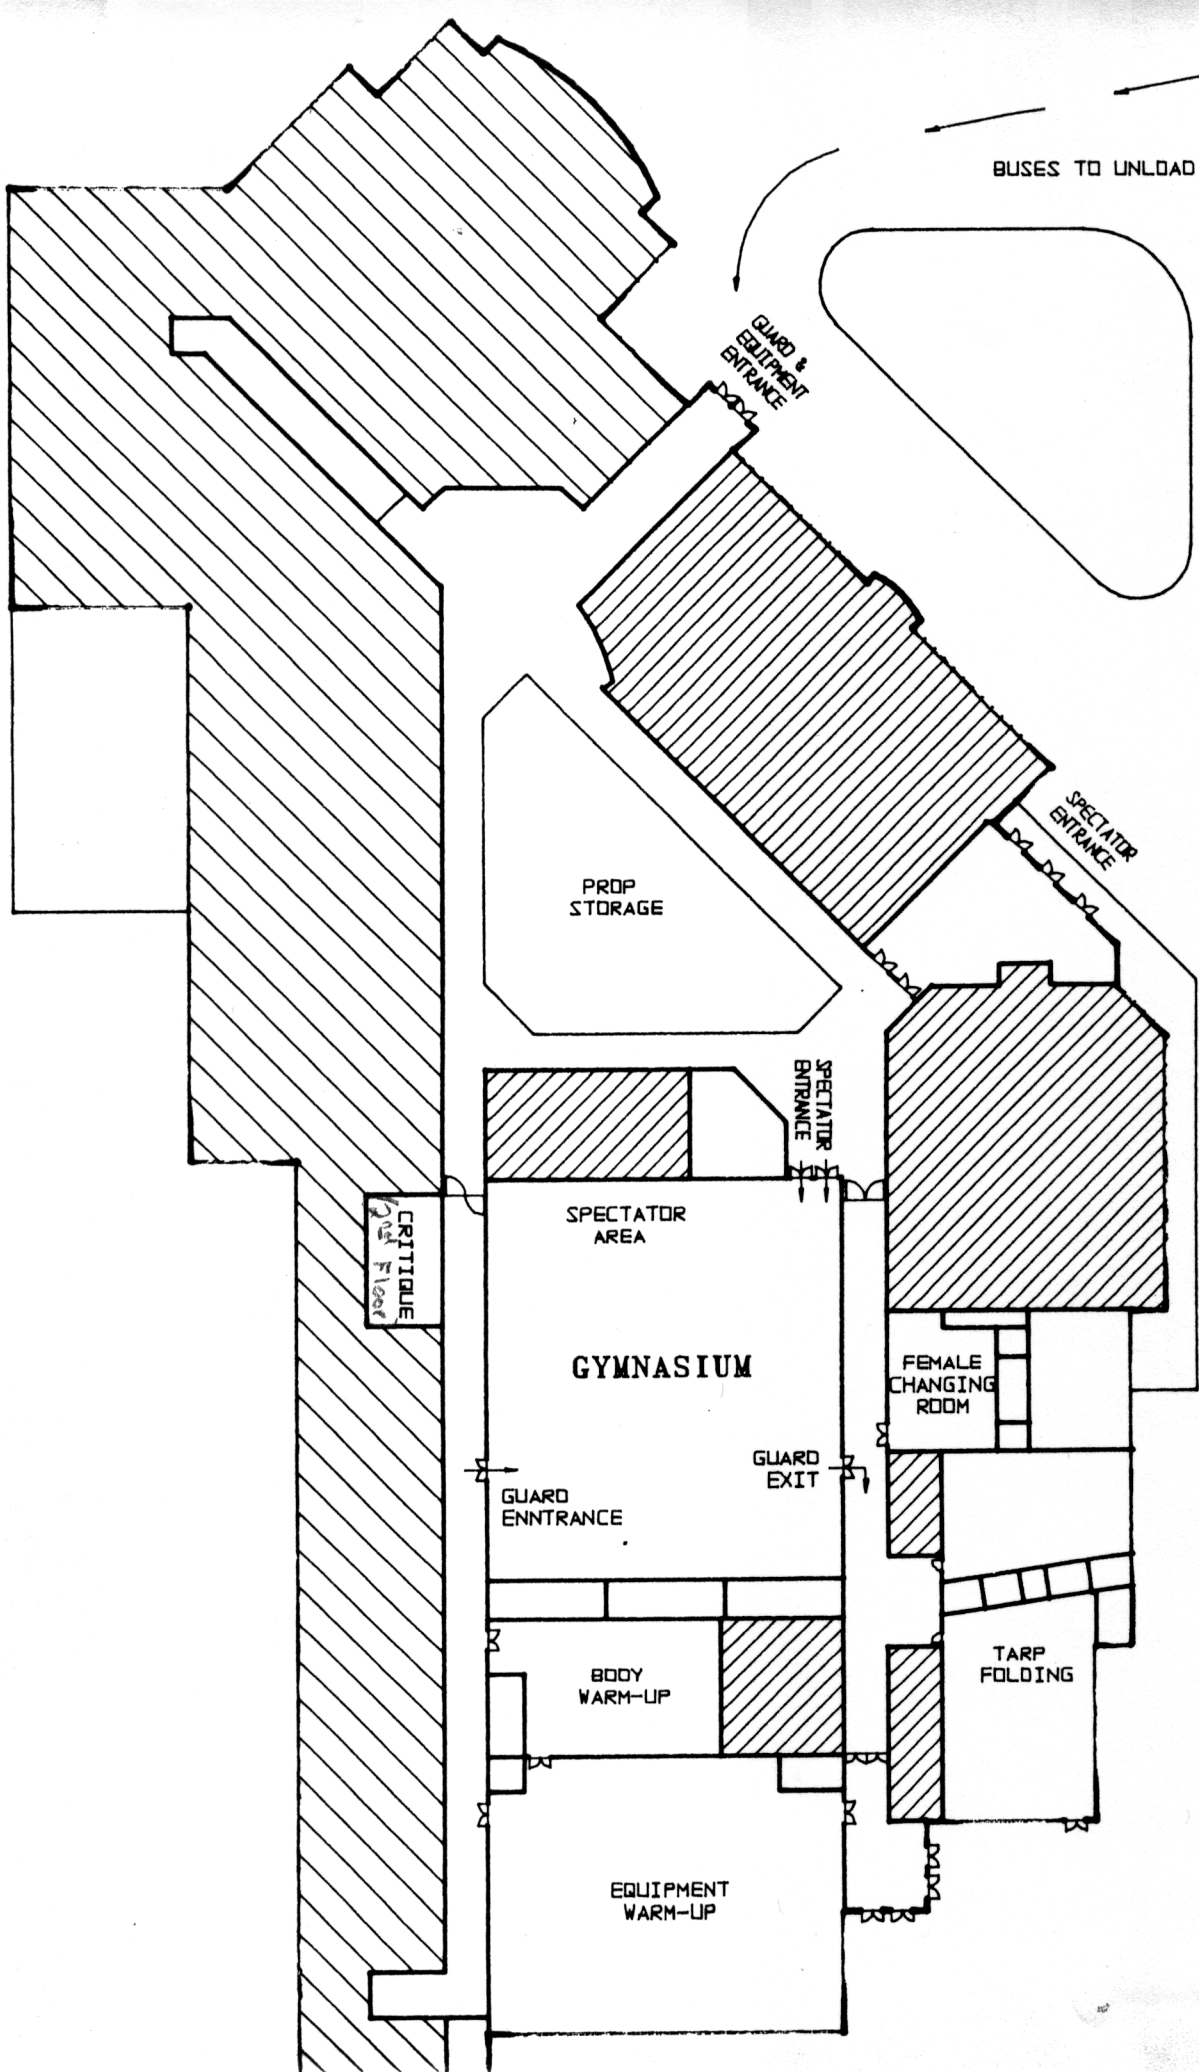 BUSES TO UNLOAD
GUARD &
EQUIPMENT
ENTRANCE
SPECTATOR
ENTRANCE
PROP
STORAGE
SPECTATOR
ENTRANCE
SPECTATOR
AREA
CRITIQUE
2nd Floor
GYMNASIUM
FEMALE
CHANGING
ROOM
GUARD
EXIT
GUARD
ENNTRANCE
BODY
WARM-UP
TARP
FOLDING
EQUIPMENT
WARM-UP